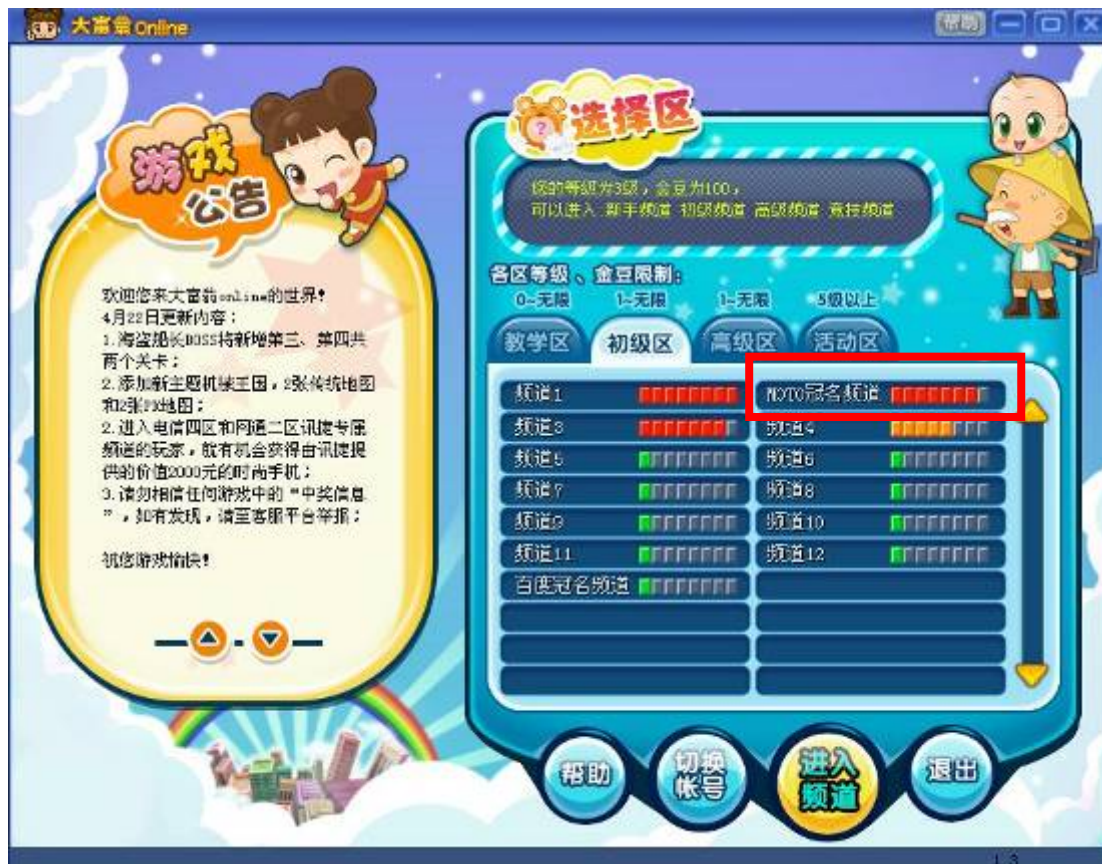 大富翁Online
帮助
游戏
公告
欢迎您来大富翁online的世界!
4月22日更新内容:
1.海盗船长BOSS将新增第三、第四共
两个关卡;
2.添加新主题机械王国,2张传统地图
和2张PK地图;
2.进入电信四区和网通二区讯捷专属
频道的玩家,就有机会获得由讯捷提
供的价值2000元的时尚手机;
3.请勿相信任何游戏中的“中奖信息
”,如有发现,请至客服平台举报;
祝您游戏愉快!
选择区
您的等级为3级,金豆为100,
可以进入 新手频道 初级频道 高级频道 竞技频道
各区等级、金豆限制:
0~无限 1~无限 1~无限 5级以上
教学区 初级区 高级区 活动区
频道1 MOTO冠名频道
频道3 频道4
频道5 频道6
频道7 频道8
频道9 频道10
频道11 频道12
百度冠名频道
帮助
切换
帐号
进入
频道
退出
1.3